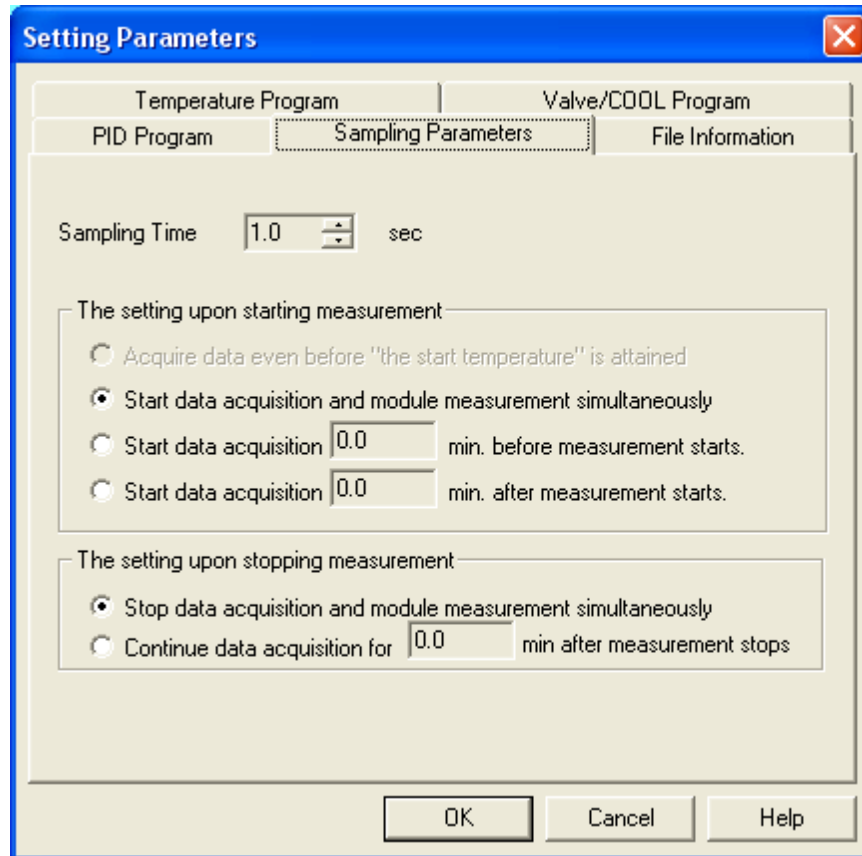 Setting Parameters
Temperature Program Valve/COOL Program
PID Program Sampling Parameters File Information
Sampling Time 1.0 sec
The setting upon starting measurement
Acquire data even before "the start temperature" is attained
Start data acquisition and module measurement simultaneously
Start data acquisition 0.0 min. before measurement starts.
Start data acquisition 0.0 min. after measurement starts.
The setting upon stopping measurement
Stop data acquisition and module measurement simultaneously
Continue data acquisition for 0.0 min after measurement stops
OK Cancel Help